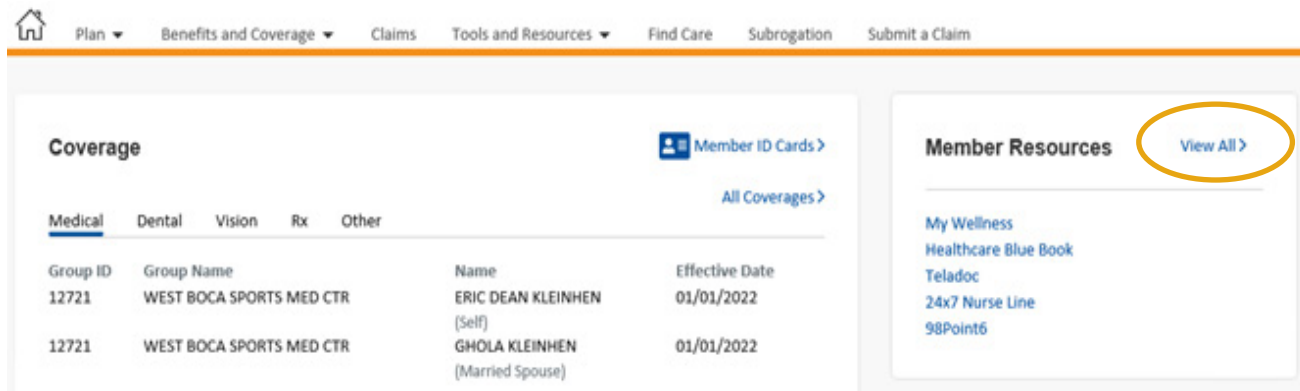 Plan Benefits and Coverage Claims Tools and Resources Find Care Subrogation Submit a Claim
Coverage
Member ID Cards >
All Coverages >
Medical Dental Vision Rx Other
Group ID Group Name Name Effective Date
12721 WEST BOCA SPORTS MED CTR ERIC DEAN KLEINHEN 01/01/2022
(Self)
12721 WEST BOCA SPORTS MED CTR GHOLA KLEINHEN 01/01/2022
(Married Spouse)
Member Resources View All >
My Wellness
Healthcare Blue Book
Teladoc
24x7 Nurse Line
98Point6